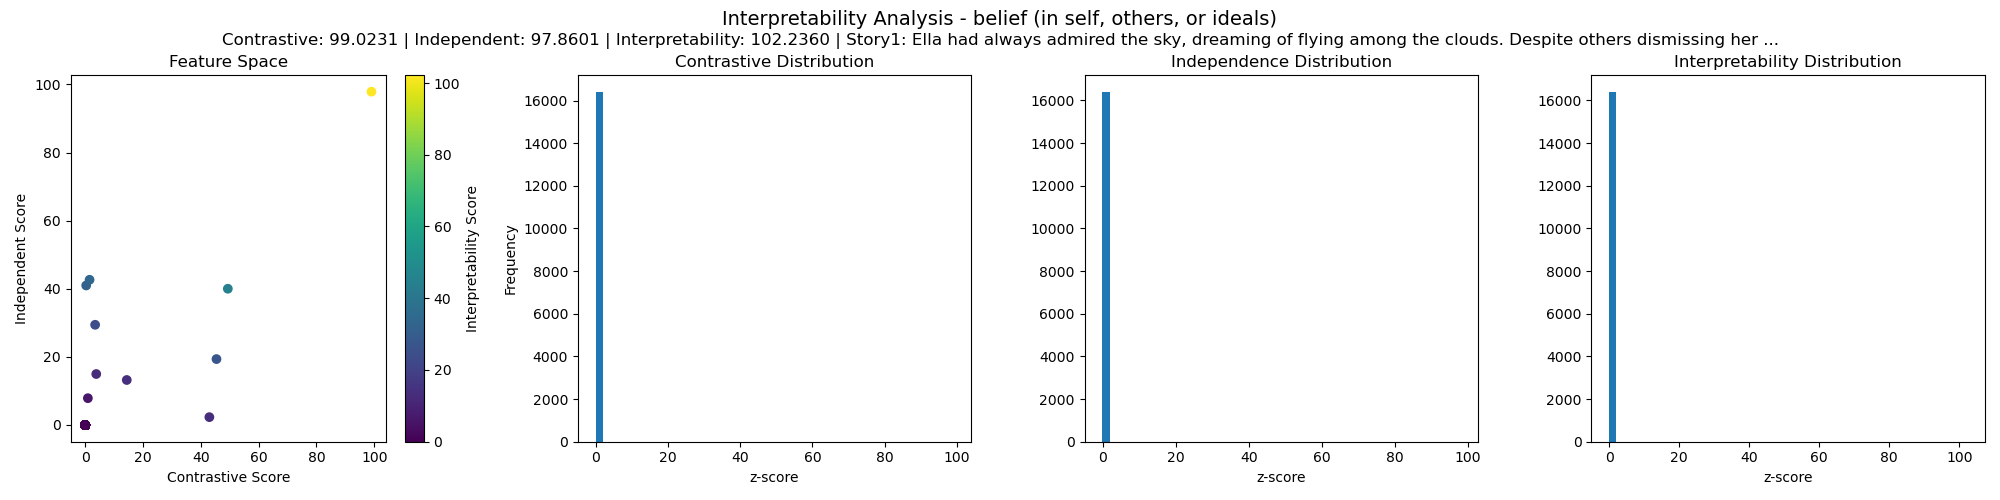 Interpretability Analysis - belief (in self, others, or ideals)
Contrastive: 99.0231 | Independent: 97.8601 | Interpretability: 102.2360 | Story1: Ella had always admired the sky, dreaming of flying among the clouds. Despite others dismissing her ...
Feature Space
100
80
60
40
20
0
Independent Score
0 20 40 60 80 100
Contrastive Score
100
80
60
40
20
0
Interpretability Score
Contrastive Distribution
16000
14000
12000
10000
8000
6000
4000
2000
0
Frequency
0 20 40 60 80 100
z-score
Independence Distribution
16000
14000
12000
10000
8000
6000
4000
2000
0
0 20 40 60 80 100
z-score
Interpretability Distribution
16000
14000
12000
10000
8000
6000
4000
2000
0
0 20 40 60 80 100
z-score